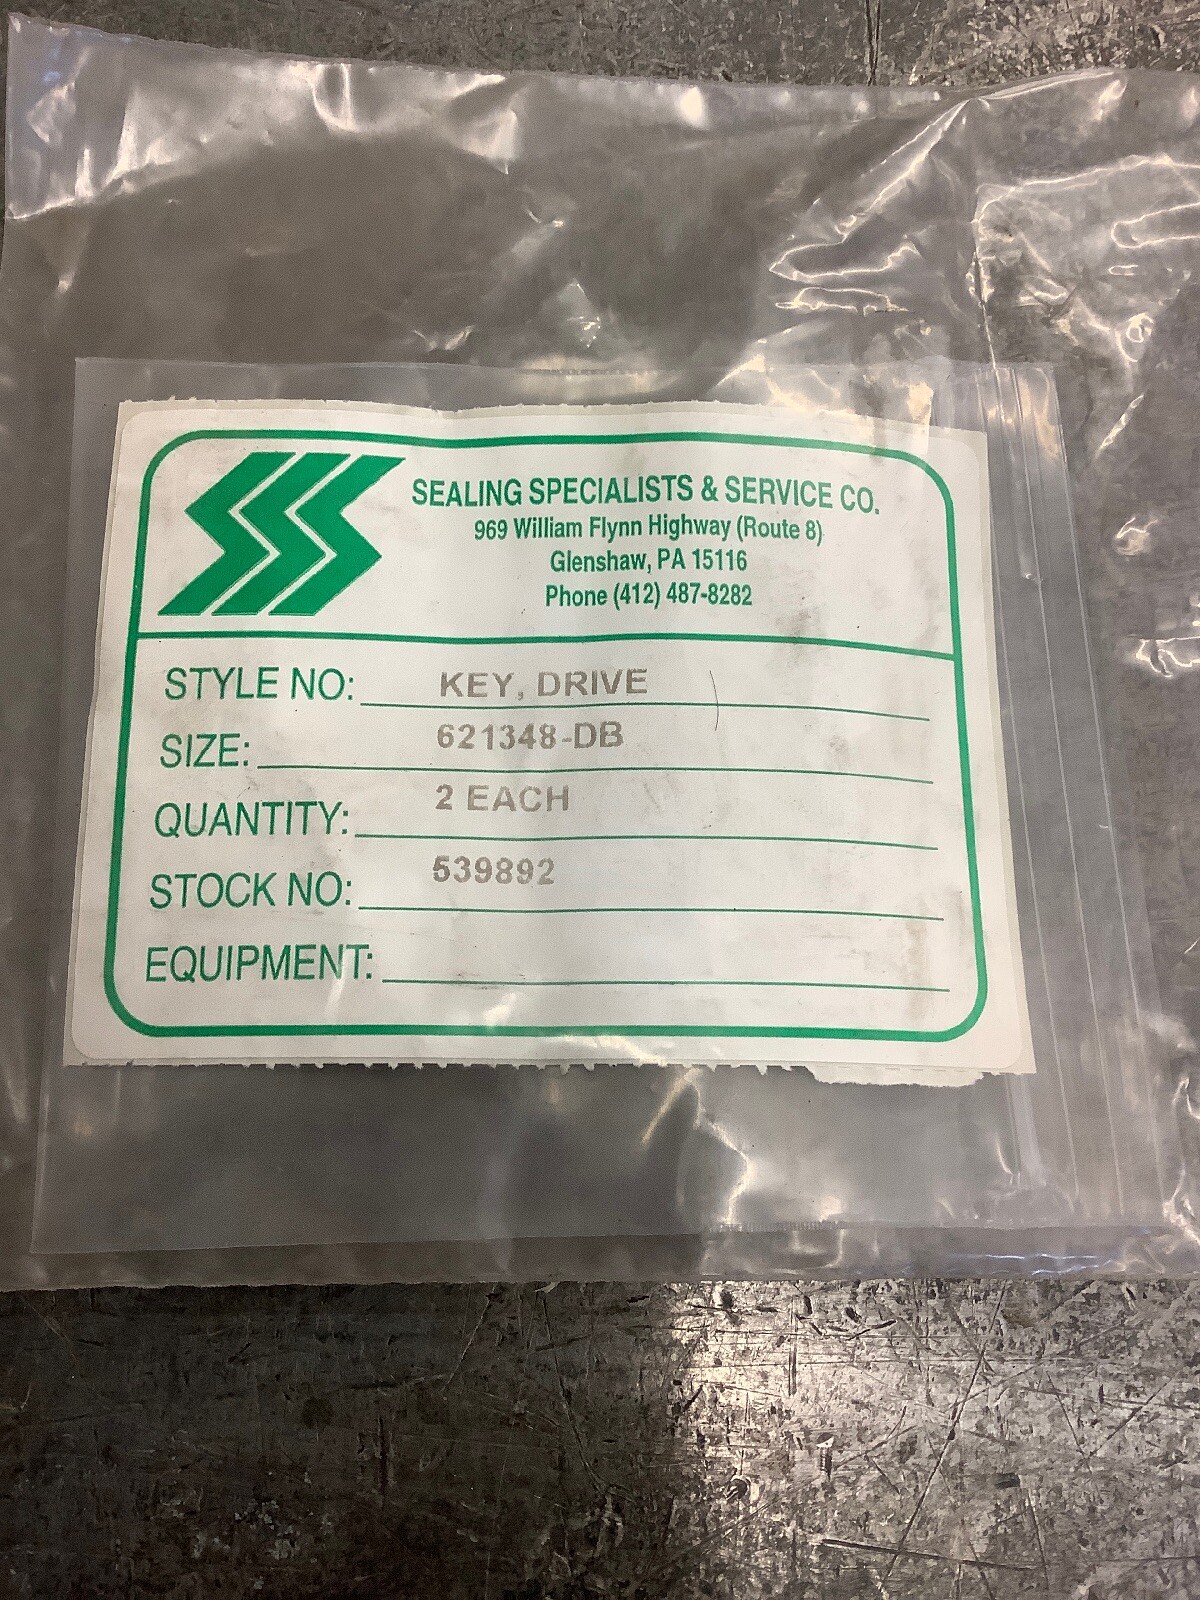 SSS
SEALING SPECIALISTS & SERVICE CO.
969 William Flynn Highway (Route 8)
Glenshaw, PA 15116
Phone (412) 487-8282
STYLE NO: KEY, DRIVE
SIZE: 621348-DB
QUANTITY: 2 EACH
STOCK NO: 539892
EQUIPMENT: